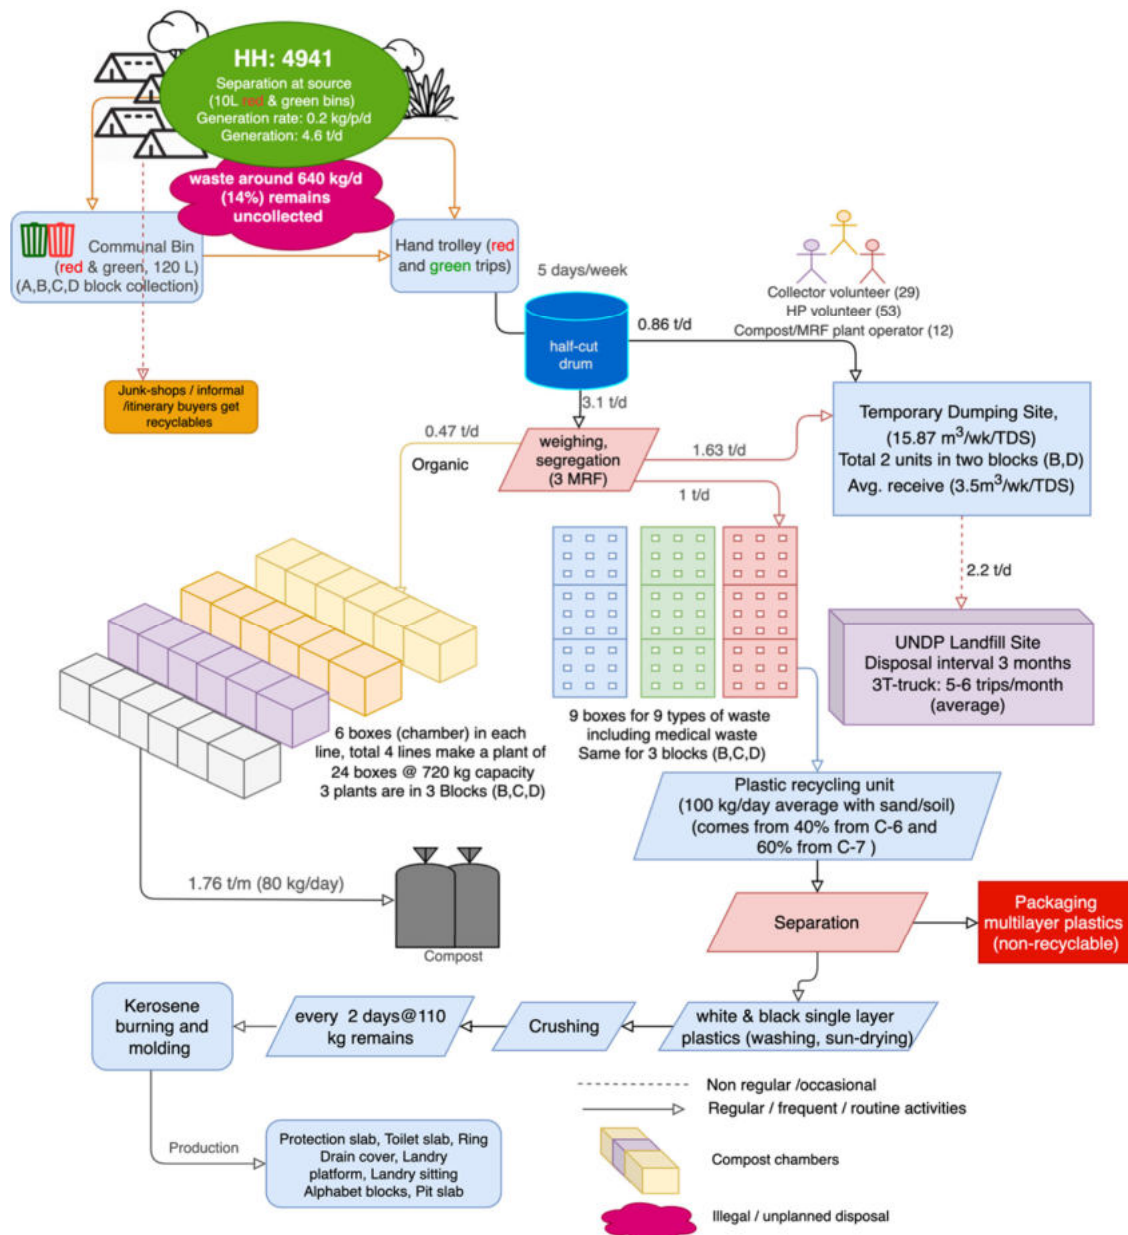 HH: 4941
Separation at source
(10L red & green bins)
Generation rate: 0.2 kg/p/d
Generation: 4.6 t/d
waste around 640 kg/d
(14%) remains
uncollected
Communal Bin
(red & green, 120 L)
(A,B,C,D block collection)
Hand trolley (red
and green trips)
5 days/week
Collector volunteer (29)
HP volunteer (53)
Compost/MRF plant operator (12)
half-cut
drum
0.86 t/d
Junk-shops / informal
/itinerary buyers get
recyclables
3.1 t/d
Temporary Dumping Site,
(15.87 m³/wk/TDS)
Total 2 units in two blocks (B,D)
Avg. receive (3.5m³/wk/TDS)
0.47 t/d
Organic
weighing,
segregation
(3 MRF)
1.63 t/d
1 t/d
2.2 t/d
UNDP Landfill Site
Disposal interval 3 months
3T-truck: 5-6 trips/month
(average)
6 boxes (chamber) in each
line, total 4 lines make a plant of
24 boxes @ 720 kg capacity
3 plants are in 3 Blocks (B,C,D)
9 boxes for 9 types of waste
including medical waste
Same for 3 blocks (B,C,D)
Plastic recycling unit
(100 kg/day average with sand/soil)
(comes from 40% from C-6 and
60% from C-7 )
1.76 t/m (80 kg/day)
Compost
Separation
Packaging
multilayer plastics
(non-recyclable)
Kerosene
burning and
molding
every 2 days@110
kg remains
Crushing
white & black single layer
plastics (washing, sun-drying)
Production
Protection slab, Toilet slab, Ring
Drain cover, Landry
platform, Landry sitting
Alphabet blocks, Pit slab
Non regular /occasional
Regular / frequent / routine activities
Compost chambers
Illegal / unplanned disposal